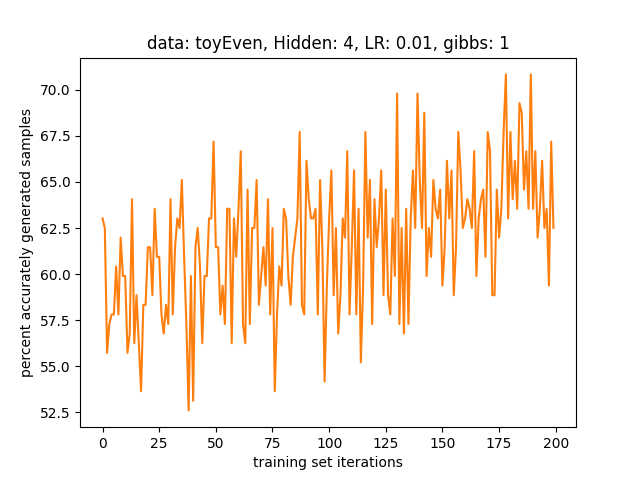 data: toyEven, Hidden: 4, LR: 0.01, gibbs: 1
percent accurately generated samples
70.0
67.5
65.0
62.5
60.0
57.5
55.0
52.5
0 25 50 75 100 125 150 175 200
training set iterations